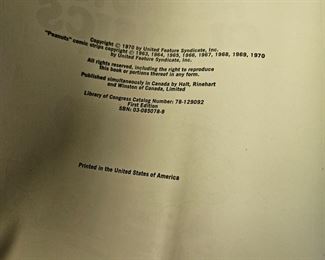 Copyright © 1970 by United Feature Syndicate, Inc.
"Peanuts" comic strips copyright © 1963, 1964, 1965, 1966, 1967, 1968, 1969, 1970
by United Feature Syndicate, Inc.
All rights reserved, including the right to reproduce
this book or portions thereof in any form.
Published simultaneously in Canada by Holt, Rinehart
and Winston of Canada, Limited
Library of Congress Catalog Number: 78-129092
First Edition
SBN: 03-085078-8
Printed in the United States of America